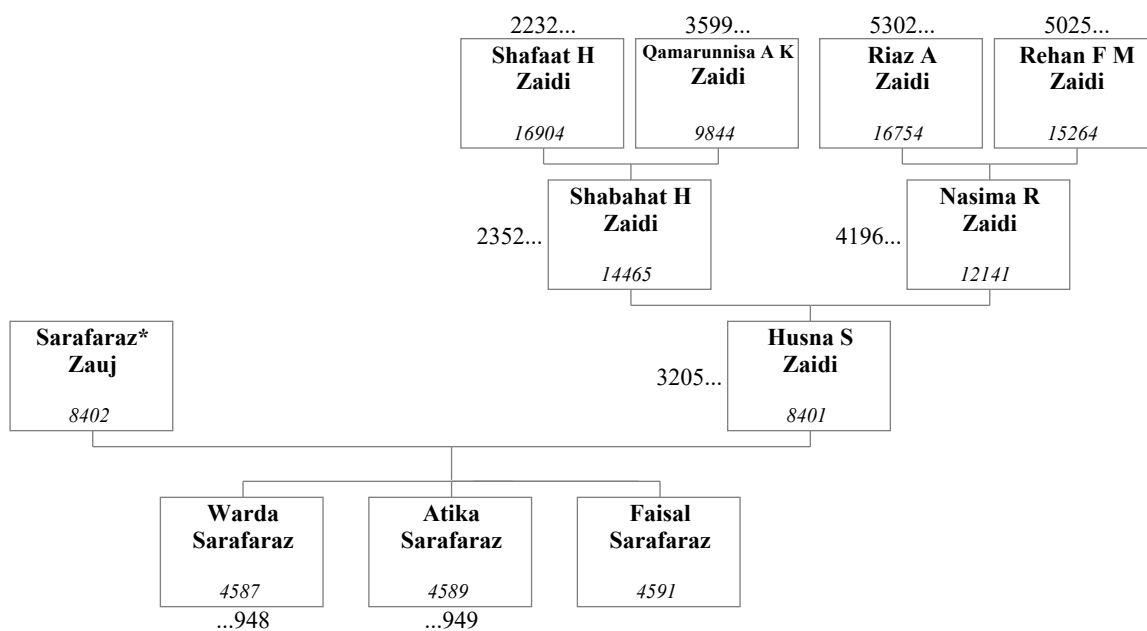 2232...
3599...
5302...
5025...
Shafaat H
Zaidi
16904
Qamarunnisa A K
Zaidi
9844
Riaz A
Zaidi
16754
Rehan F M
Zaidi
15264
2352...
Shabahat H
Zaidi
14465
4196...
Nasima R
Zaidi
12141
Sarafaraz*
Zauj
8402
3205...
Husna S
Zaidi
8401
Warda
Sarafaraz
4587
...948
Atika
Sarafaraz
4589
...949
Faisal
Sarafaraz
4591